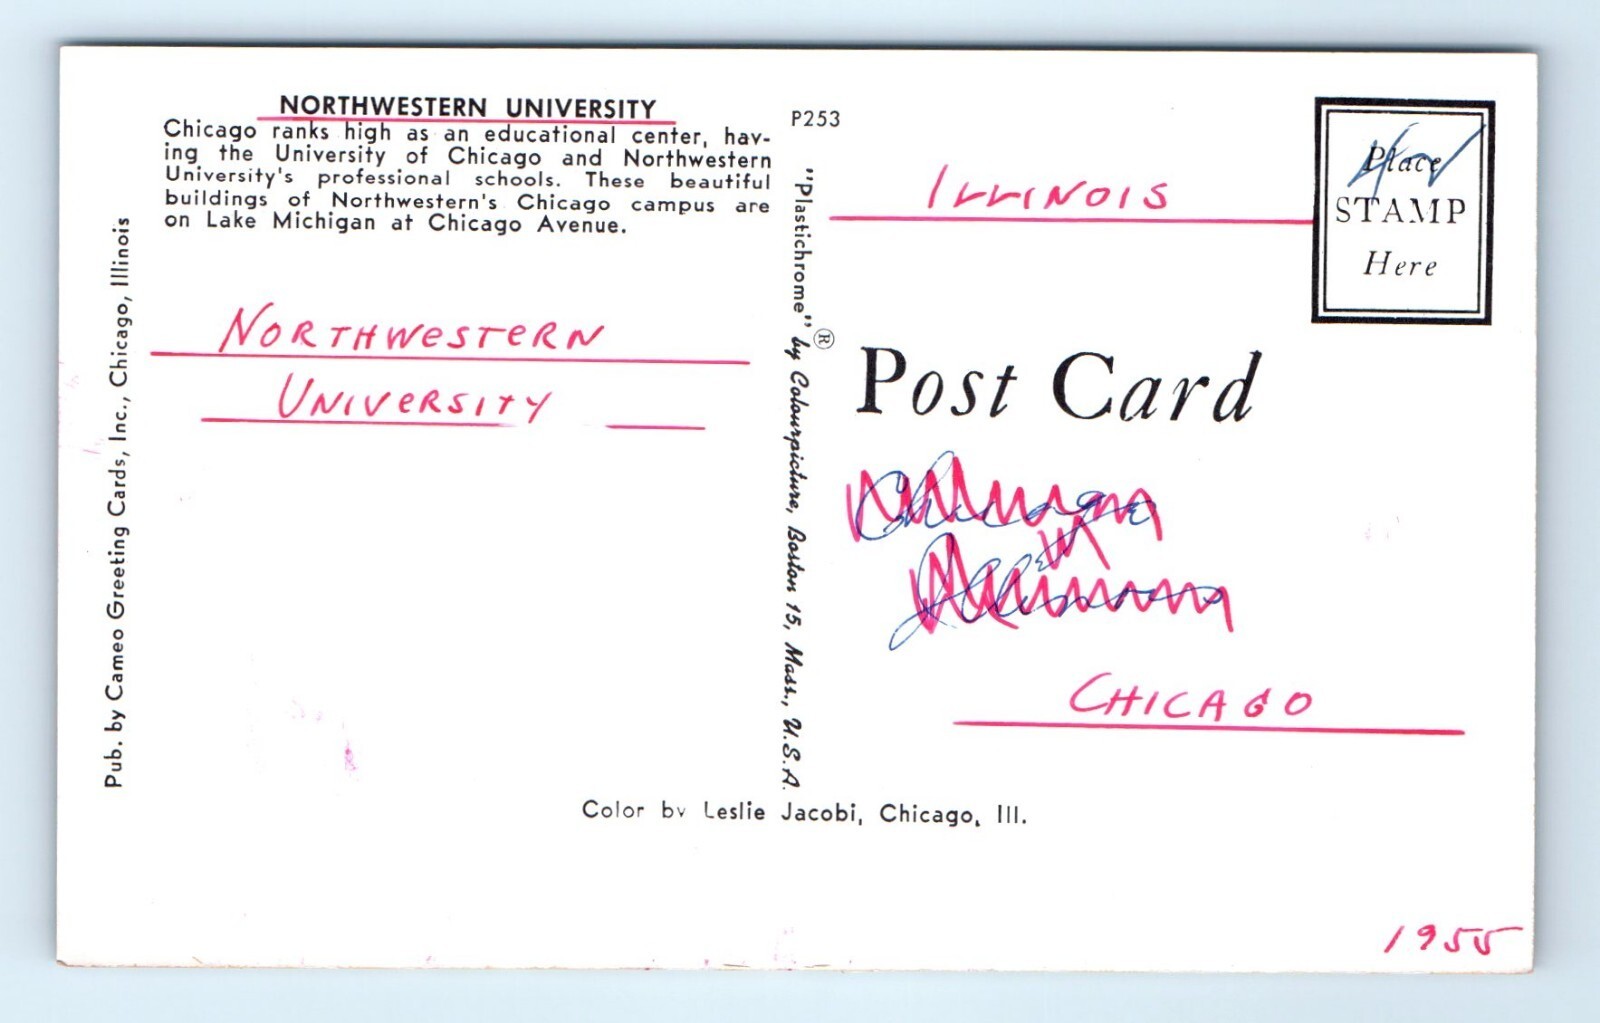 NORTHWESTERN UNIVERSITY
Chicago ranks high as an educational center, hav-
ing the University of Chicago and Northwestern
University's professional schools. These beautiful
buildings of Northwestern's Chicago campus are
on Lake Michigan at Chicago Avenue.
Pub. by Cameo Greeting Cards, Inc., Chicago, Illinois
NORTHWESTERN
UNIVERSITY
P253
"Plastichrome" ® by Colourpicture, Boston 15, Mass., U.S.A.
ILLINOIS
Place
STAMP
Here
Post Card
Chicago
Illinois
CHICAGO
Color by Leslie Jacobi, Chicago, Ill.
1955